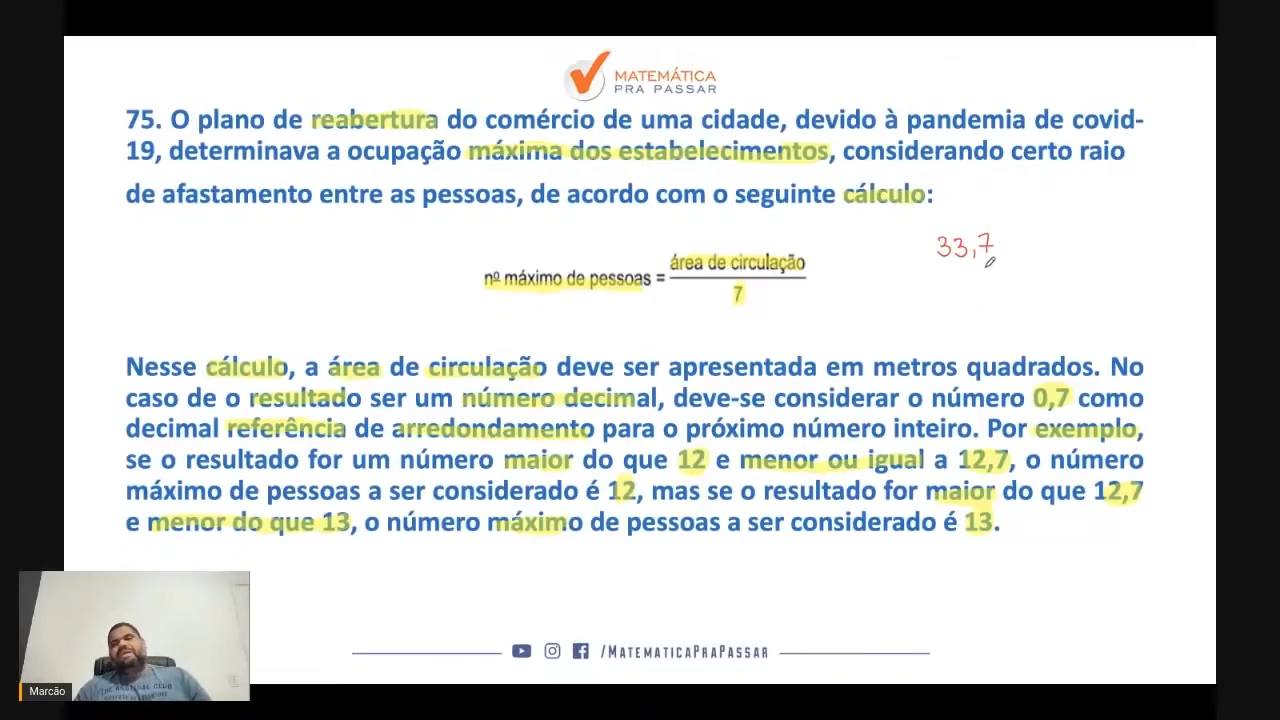 MATEMÁTICA
PRA PASSAR
75. O plano de reabertura do comércio de uma cidade, devido à pandemia de covid-
19, determinava a ocupação máxima dos estabelecimentos, considerando certo raio
de afastamento entre as pessoas, de acordo com o seguinte cálculo:
33,7
área de circulação
nº máximo de pessoas =
7
Nesse cálculo, a área de circulação deve ser apresentada em metros quadrados. No
caso de o resultado ser um número decimal, deve-se considerar o número 0,7 como
decimal referência de arredondamento para o próximo número inteiro. Por exemplo,
se o resultado for um número maior do que 12 e menor ou igual a 12,7, o número
máximo de pessoas a ser considerado é 12, mas se o resultado for maior do que 12,7
e menor do que 13, o número máximo de pessoas a ser considerado é 13.
/MATEMATICAPRAPASSAR
Marcão